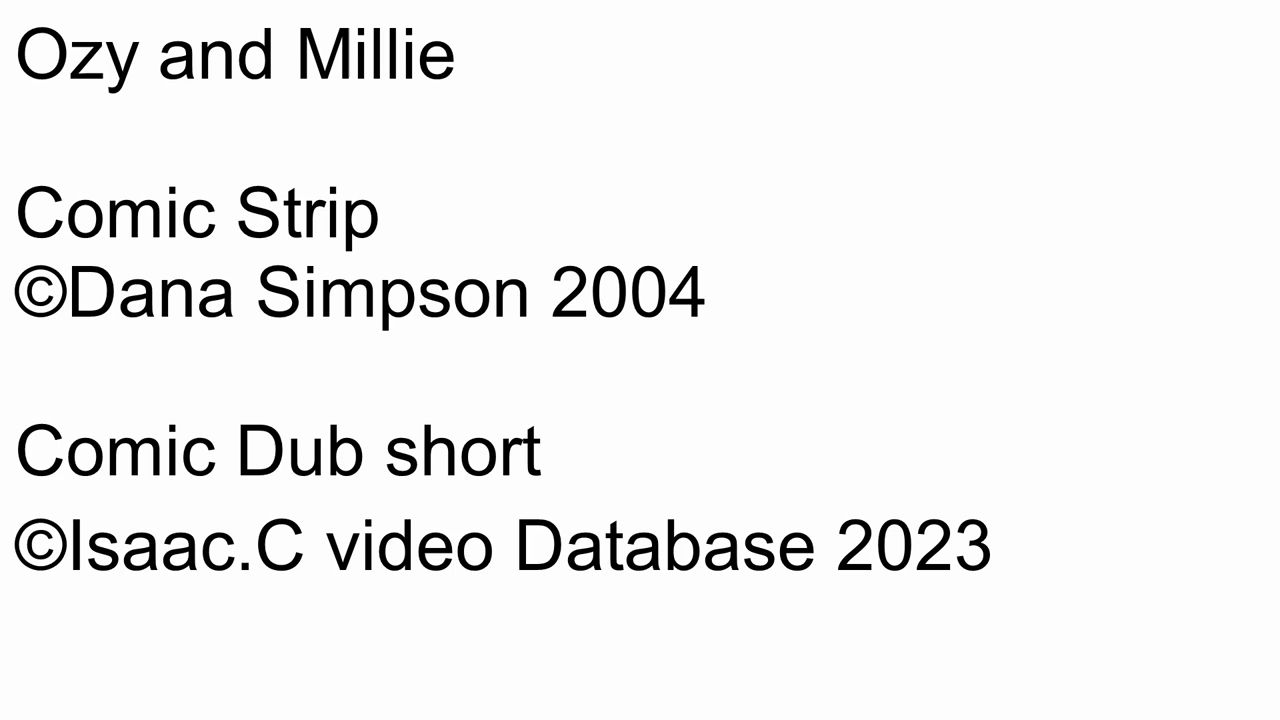 Ozy and Millie
Comic Strip
©Dana Simpson 2004
Comic Dub short
©Isaac.C video Database 2023